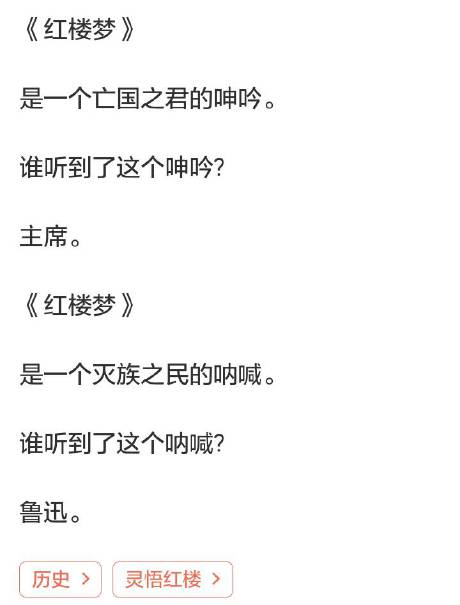 《红楼梦》
是一个亡国之君的呻吟。
谁听到了这个呻吟?
主席。
《红楼梦》
是一个灭族之民的呐喊。
谁听到了这个呐喊?
鲁迅。
历史 > 灵悟红楼 >